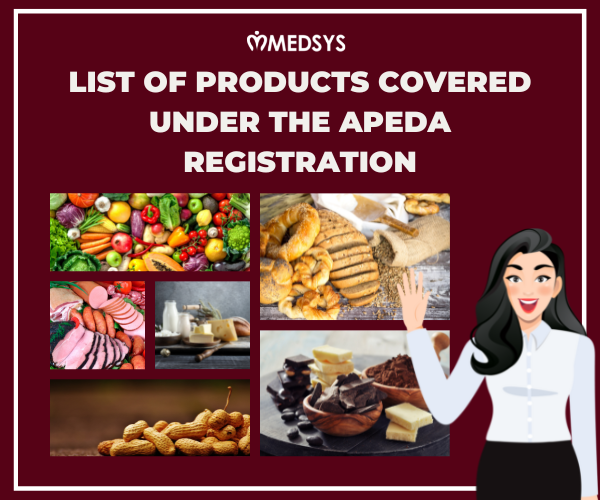 MEDSYS
LIST OF PRODUCTS COVERED
UNDER THE APEDA
REGISTRATION